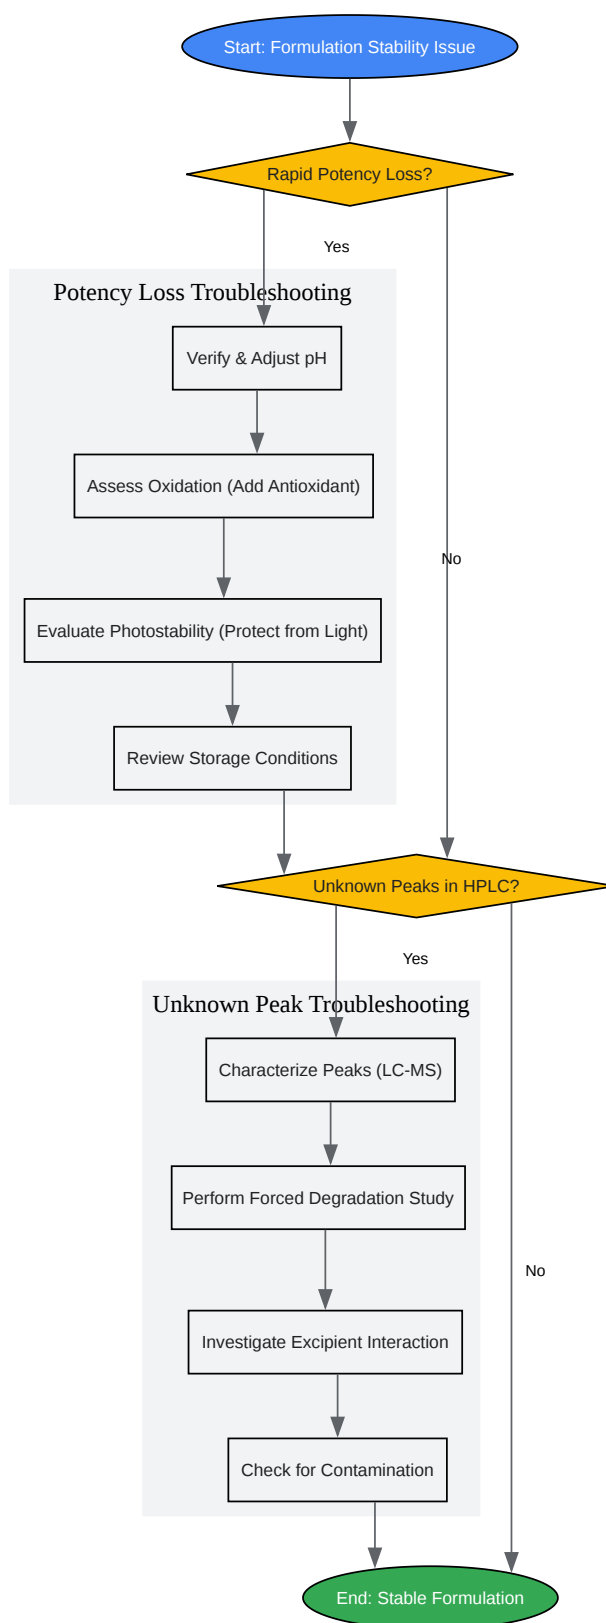 Start: Formulation Stability Issue
Rapid Potency Loss?
Yes
Potency Loss Troubleshooting
Verify & Adjust pH
Assess Oxidation (Add Antioxidant)
No
Evaluate Photostability (Protect from Light)
Review Storage Conditions
Unknown Peaks in HPLC?
Yes
Unknown Peak Troubleshooting
Characterize Peaks (LC-MS)
Perform Forced Degradation Study
No
Investigate Excipient Interaction
Check for Contamination
End: Stable Formulation